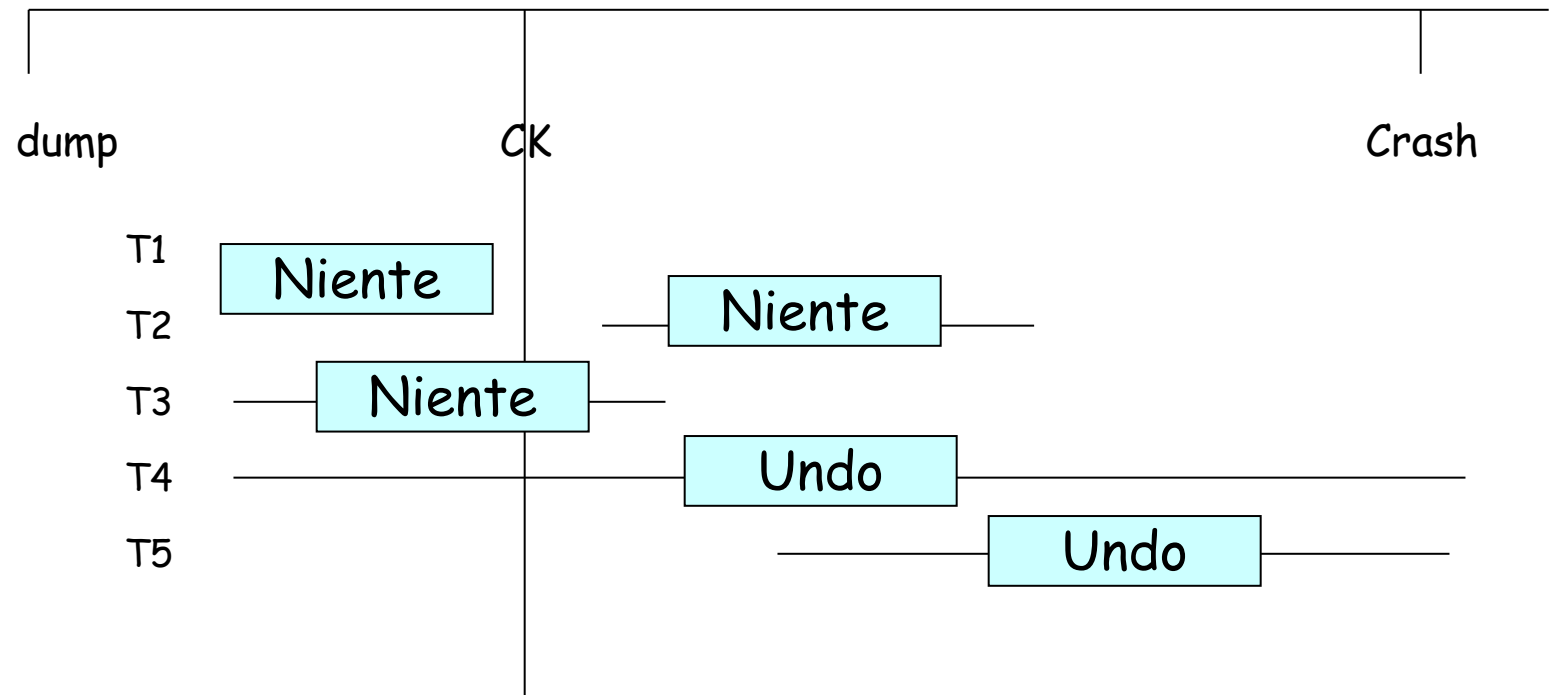 dump CK Crash
T1 Niente
T2 Niente
T3 Niente
T4 Undo
T5 Undo